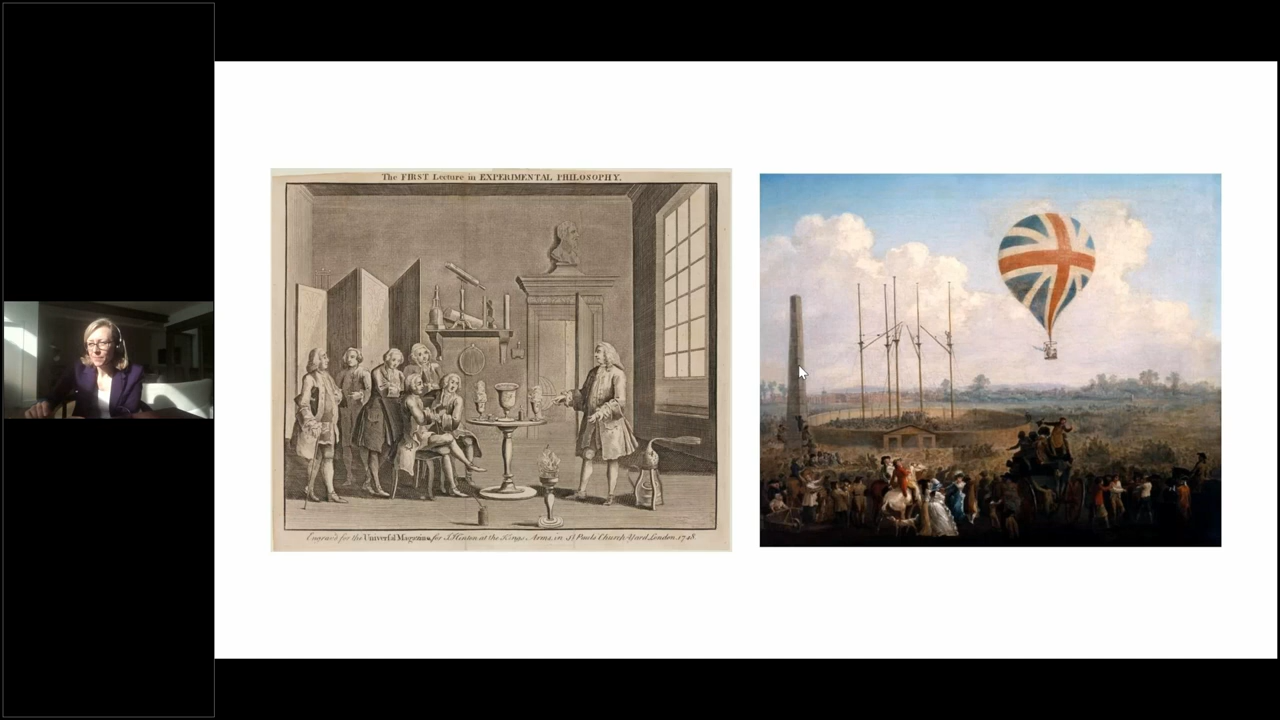 The FIRST Lecture in EXPERIMENTAL PHILOSOPHY.
Engrav'd for the Universal Magazine, for J. Hinton at the Kings Arms, in St. Pauls Church Yard, London. 1748.